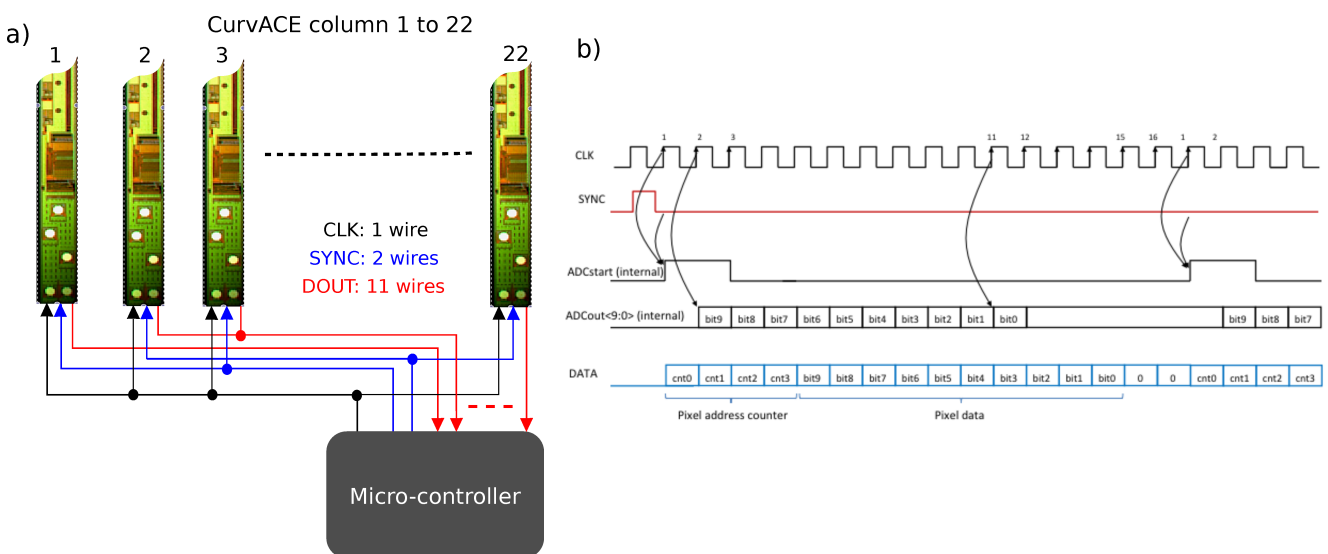 a)
CurvACE column 1 to 22
1 2 3 22
CLK: 1 wire
SYNC: 2 wires
DOUT: 11 wires
Micro-controller
b)
1 2 3 11 12 15 16 1 2
CLK
SYNC
ADCstart (internal)
ADCout<9:0> (internal) bit9 bit8 bit7 bit6 bit5 bit4 bit3 bit2 bit1 bit0 bit9 bit8 bit7
DATA cnt0 cnt1 cnt2 cnt3 bit9 bit8 bit7 bit6 bit5 bit4 bit3 bit2 bit1 bit0 0 0 cnt0 cnt1 cnt2 cnt3
Pixel address counter Pixel data